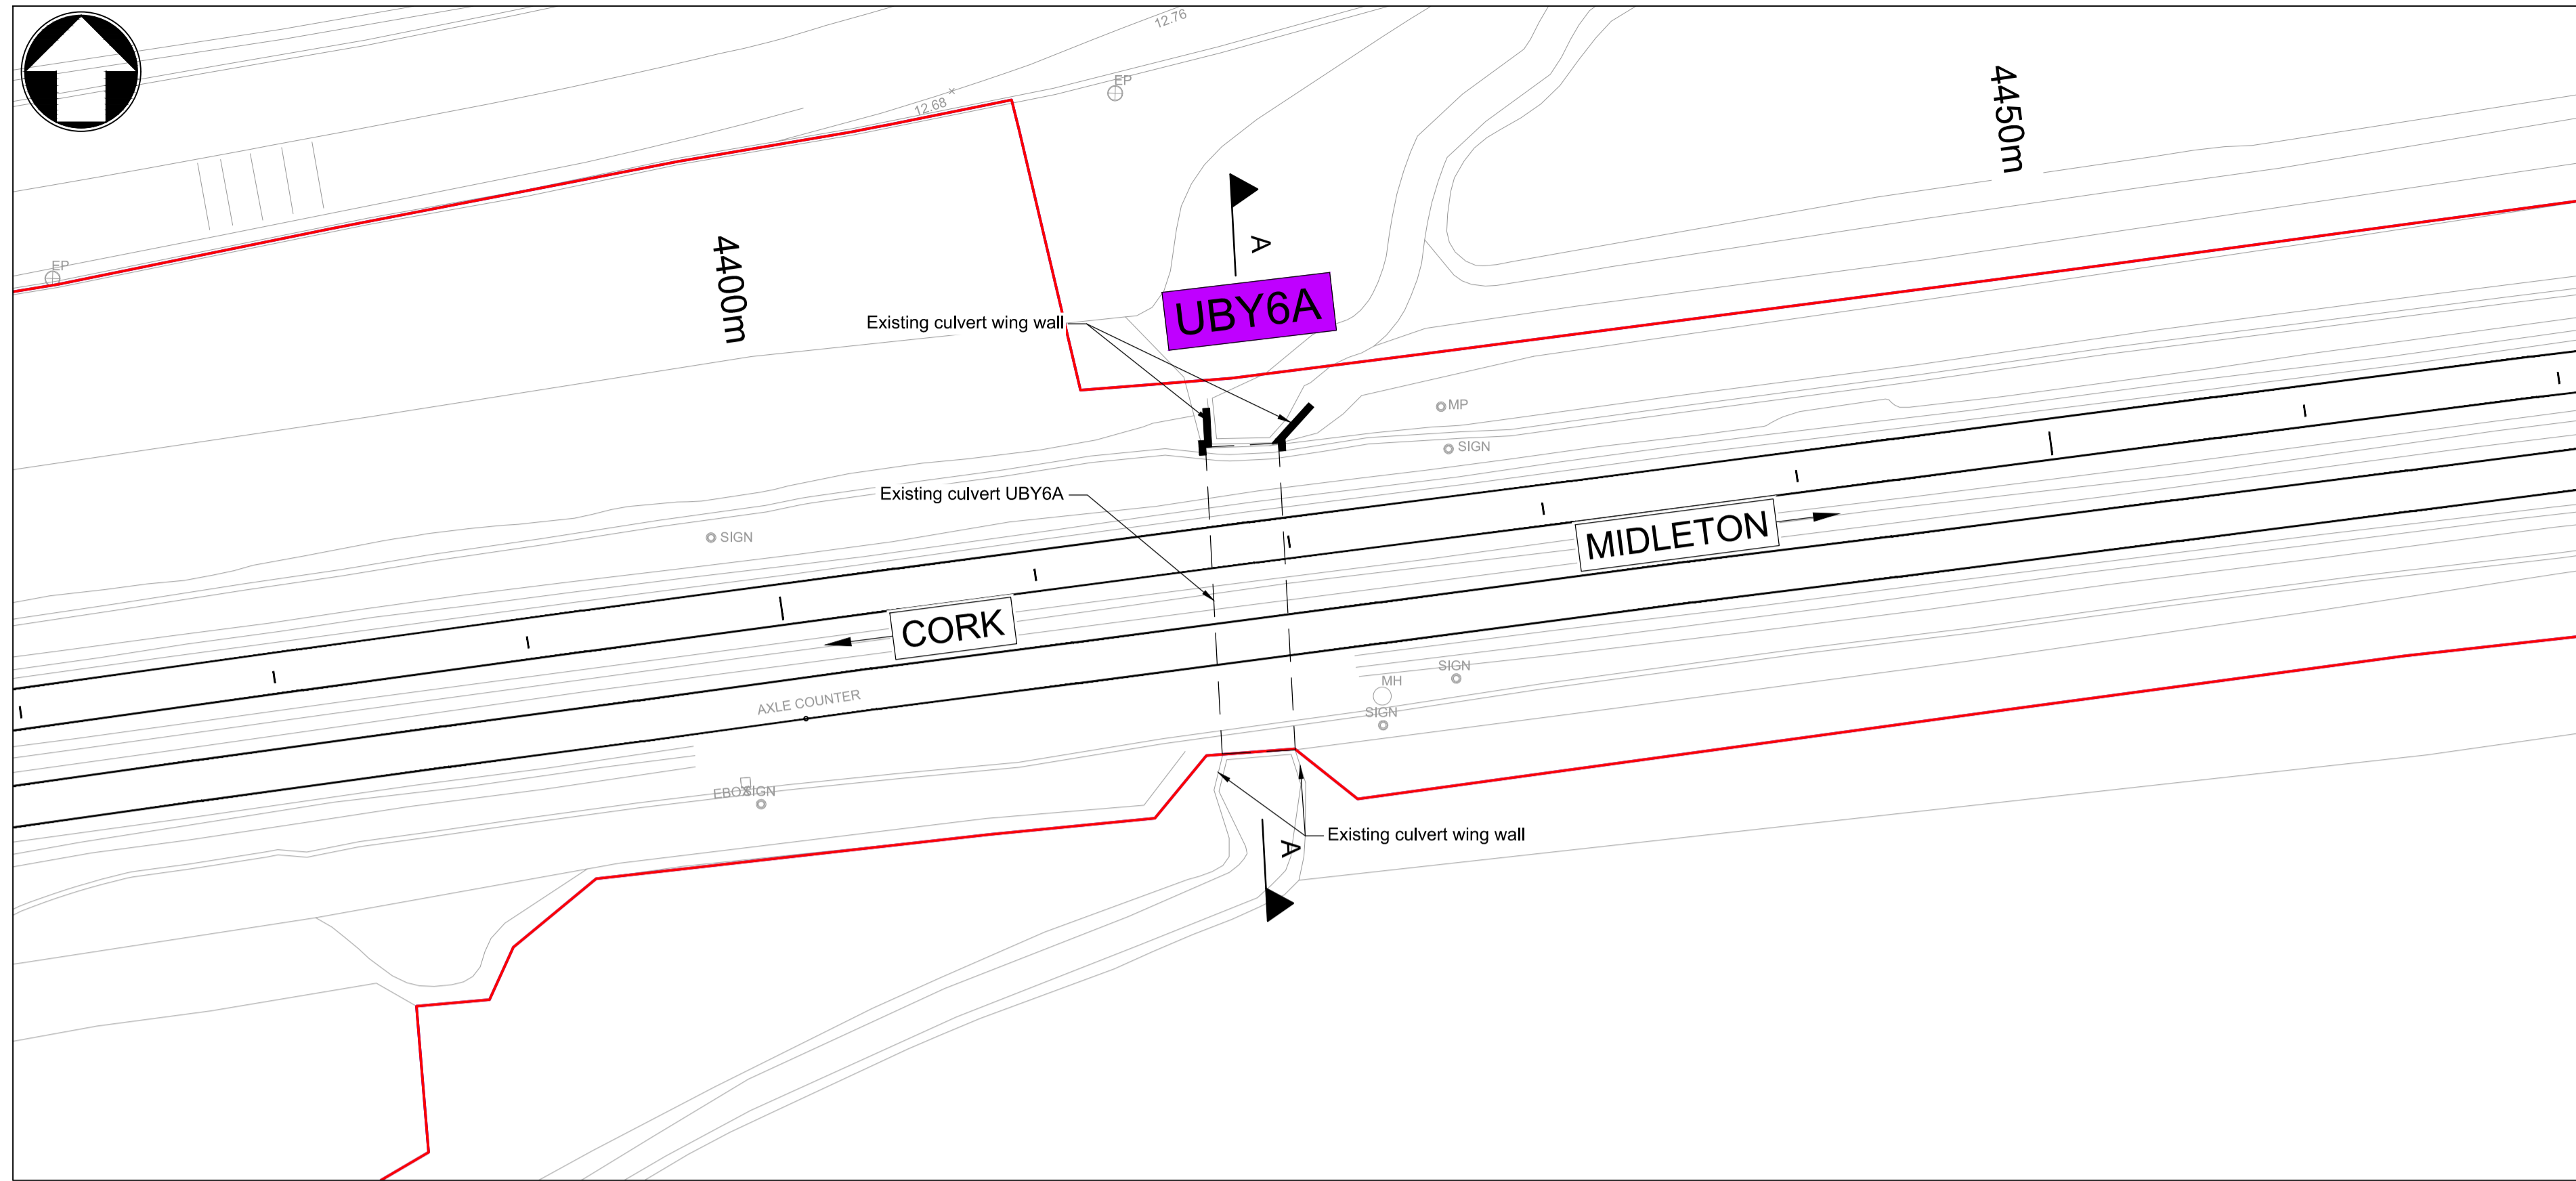 12.76
EP
12.68
4450m
A
4400m
EP
UBY6A
Existing culvert wing wall
MP
SIGN
Existing culvert UBY6A
SIGN
MIDLETON
CORK
SIGN
MH
AXLE COUNTER
SIGN
EBOX
SIGN
Existing culvert wing wall
A